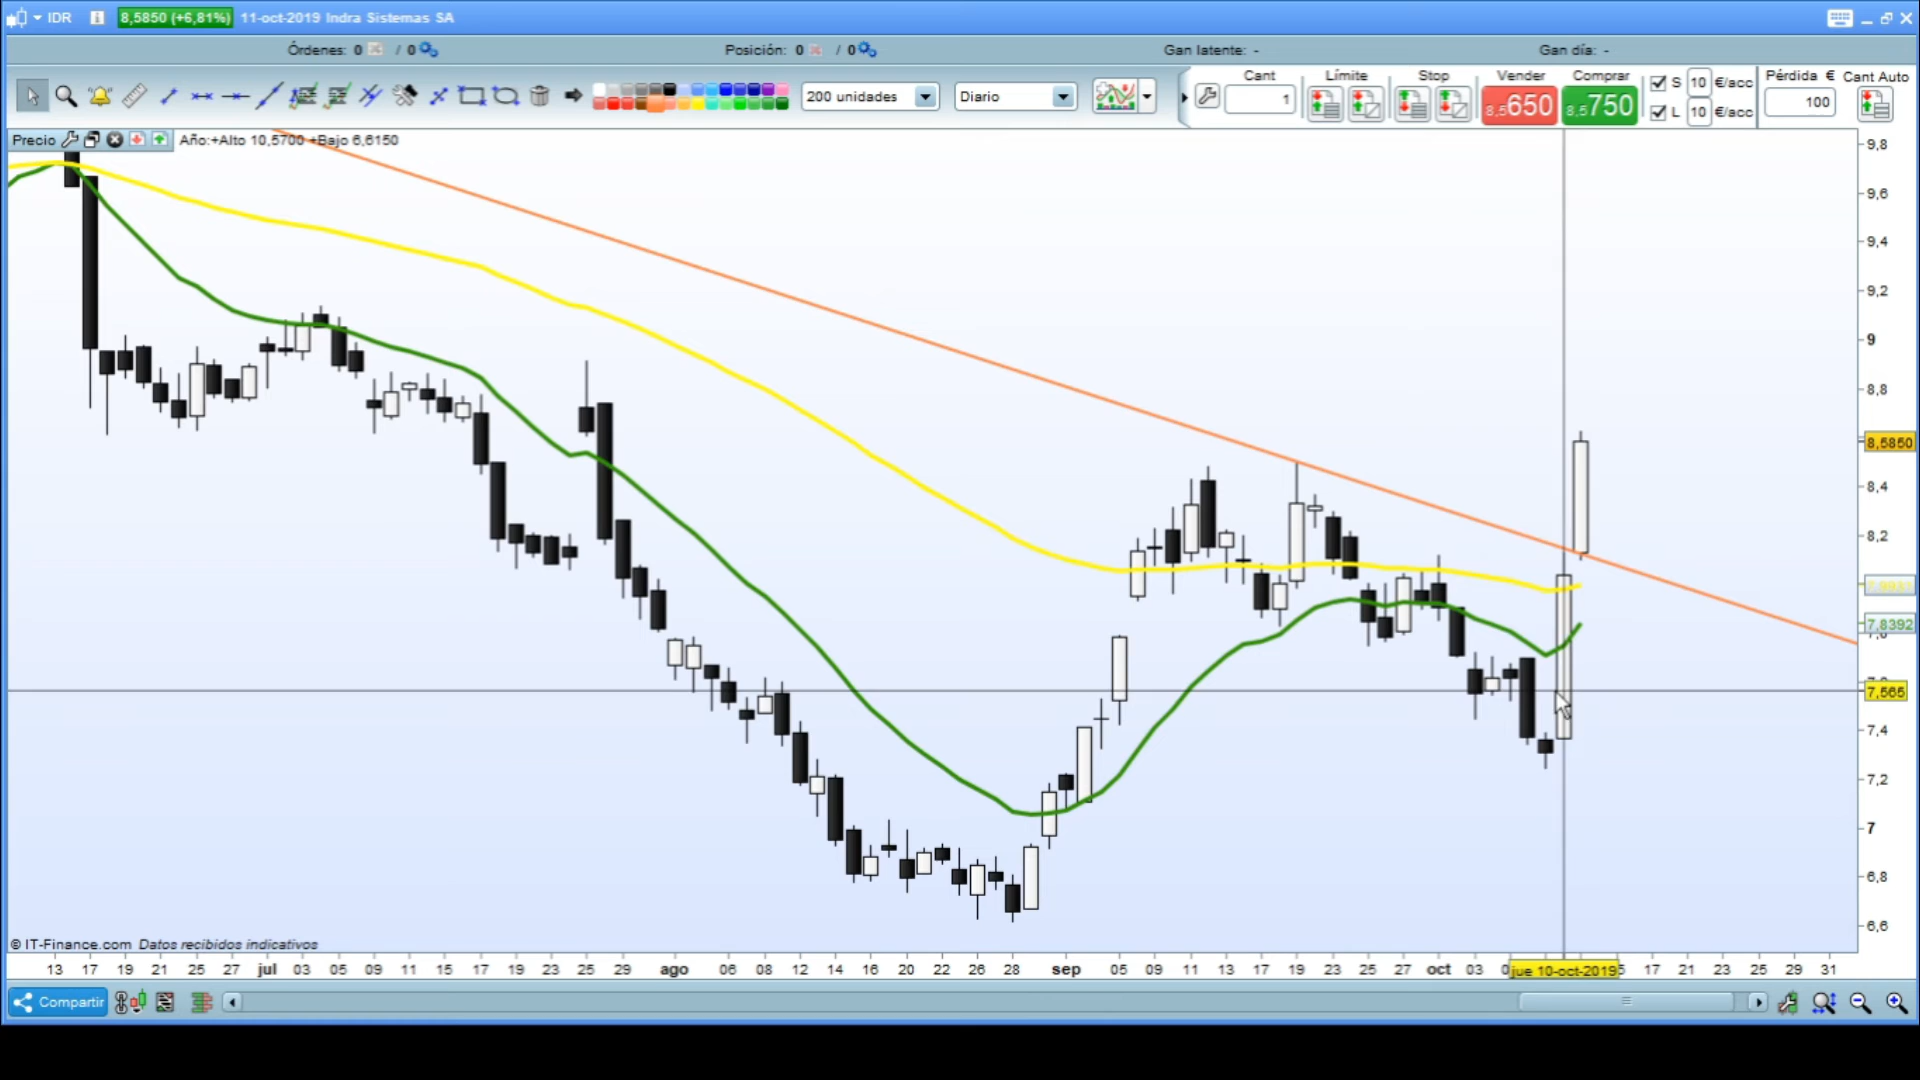 IDR 8,5850 (+6,81%) 11-oct-2019 Indra Sistemas SA
Órdenes: 0 / 0 Posición: 0 / 0 Gan latente: - Gan día: -
200 unidades Diario Cant 1 Límite Stop Vender 8,5650 Comprar 8,5750 S 10 €/acc L 10 €/acc Pérdida € 100 Cant Auto
Precio Año:+Alto 10,5700 +Bajo 6,6150
9,8
9,6
9,4
9,2
9
8,8
8,5850
8,4
8,2
7,8392
7,565
7,4
7,2
7
6,8
6,6
© IT-Finance.com Datos recibidos indicativos
13 17 19 21 25 27 jul 03 05 09 11 15 17 19 23 25 29 ago 06 08 12 14 16 20 22 26 28 sep 05 09 11 13 17 19 23 25 27 oct 03 jue 10-oct-2019 17 21 23 25 29 31
Compartir